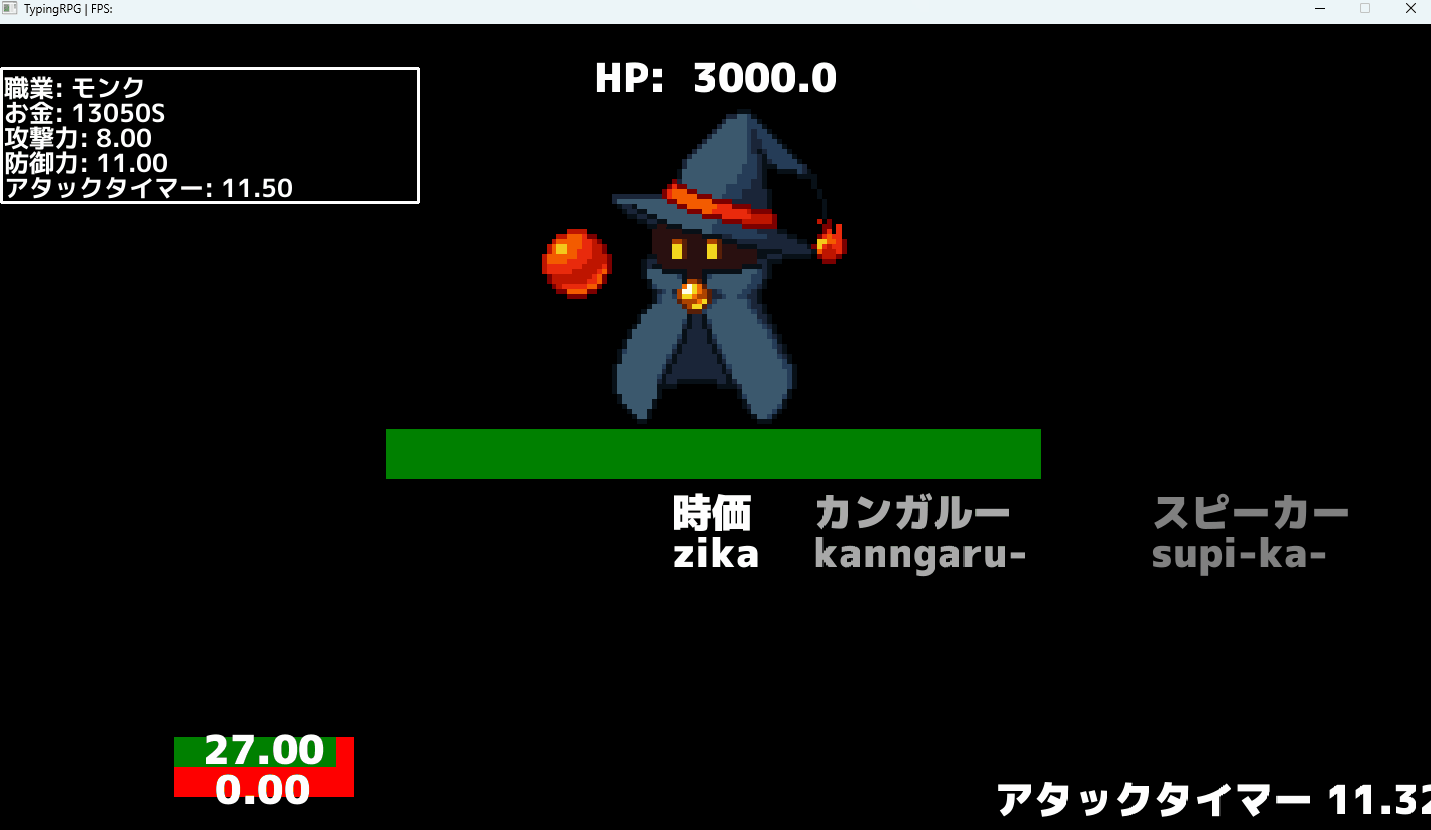 TypingRPG | FPS:
HP: 3000.0
職業: モンク
お金: 13050S
攻撃力: 8.00
防御力: 11.00
アタックタイマー: 11.50
時価 カンガルー スピーカー
zika kanngaru- supi-ka-
27.00
0.00
アタックタイマー 11.32